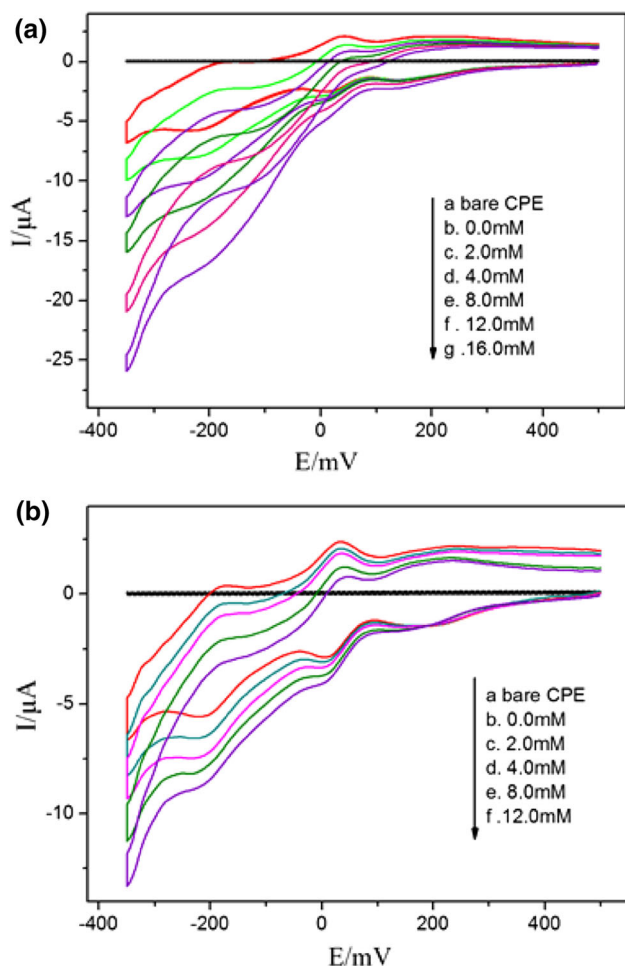 (a)
0
-5
-10
-15
-20
-25
I/μA
a bare CPE
b. 0.0mM
c. 2.0mM
d. 4.0mM
e. 8.0mM
f . 12.0mM
g .16.0mM
-400 -200 0 200 400
E/mV
(b)
0
-5
-10
I/μA
a bare CPE
b. 0.0mM
c. 2.0mM
d. 4.0mM
e. 8.0mM
f .12.0mM
-400 -200 0 200 400
E/mV